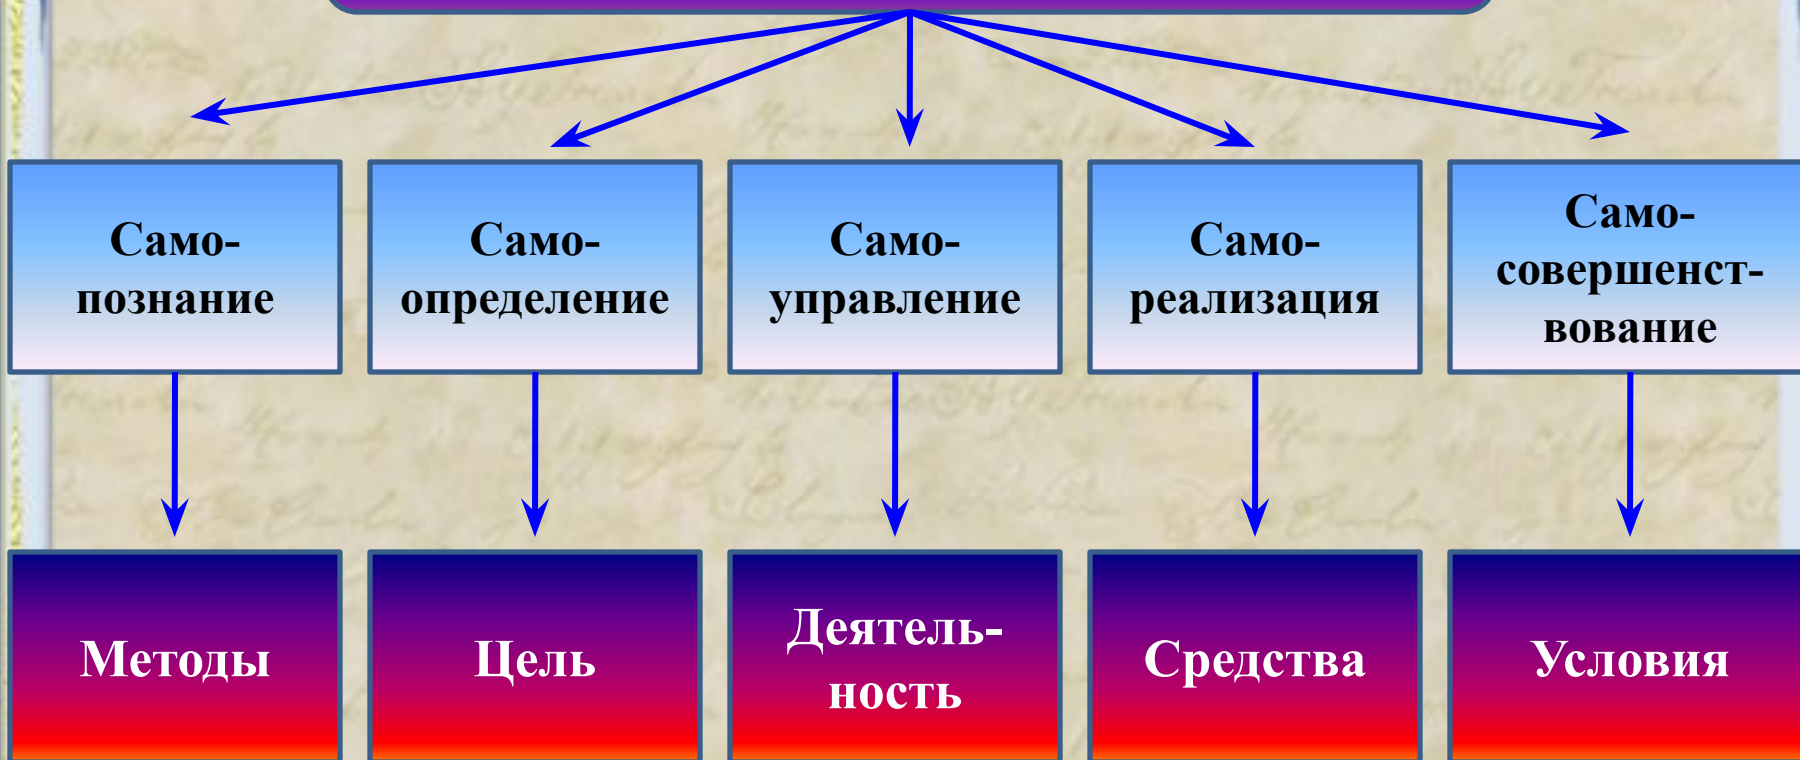 Само-
познание
Само-
определение
Само-
управление
Само-
реализация
Само-
совершенст-
вование
Методы
Цель
Деятель-
ность
Средства
Условия